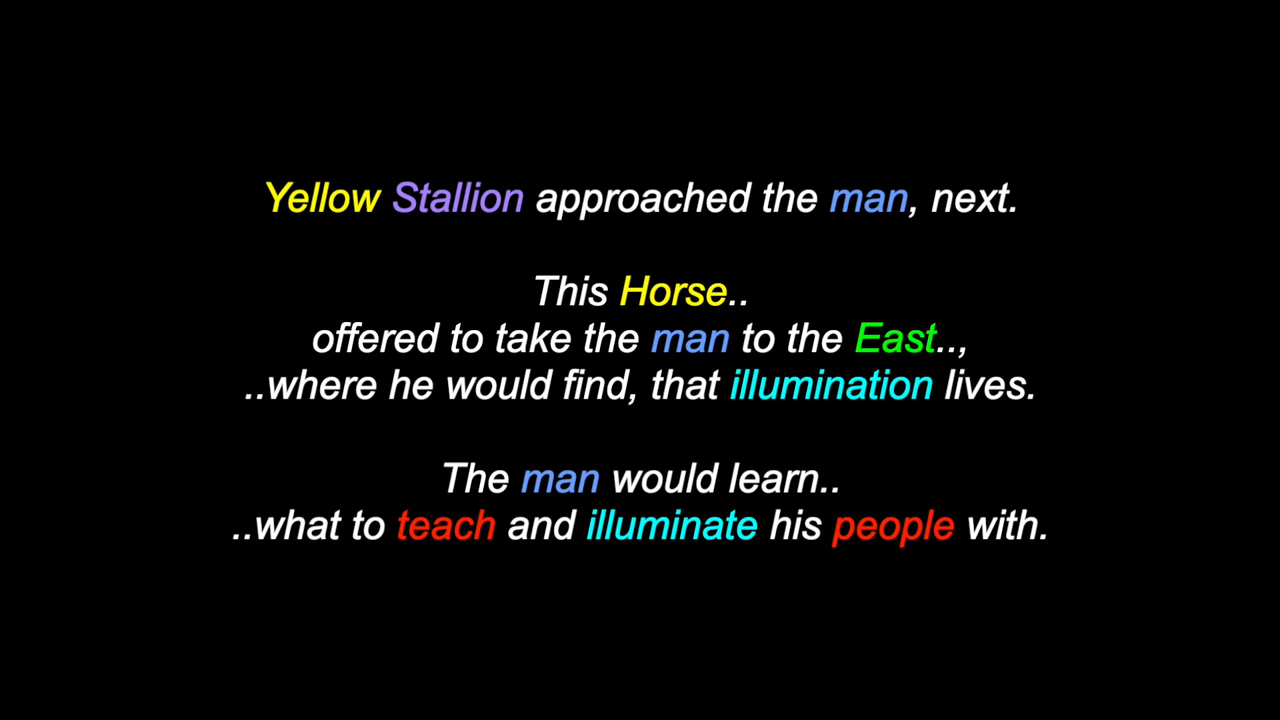 Yellow Stallion approached the man, next.
This Horse..
offered to take the man to the East..,
..where he would find, that illumination lives.
The man would learn..
..what to teach and illuminate his people with.